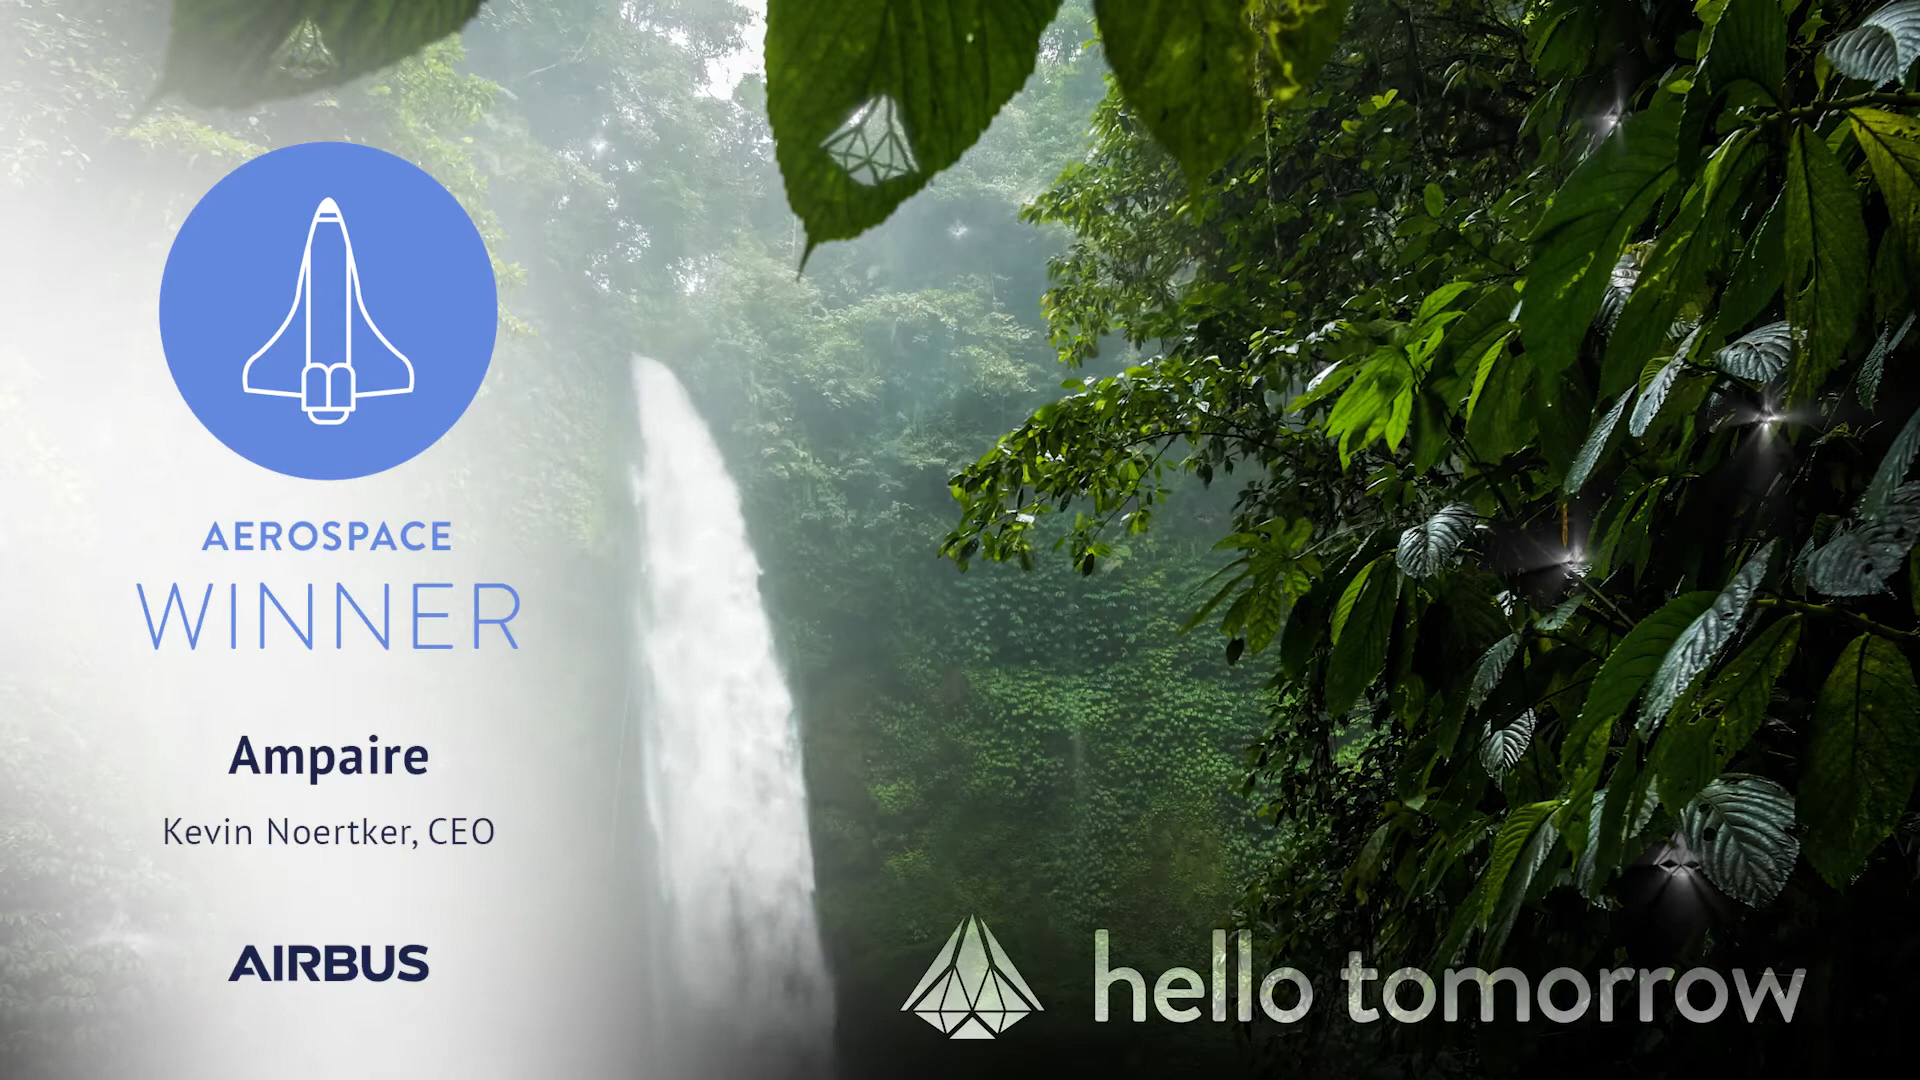 AEROSPACE
WINNER
Ampaire
Kevin Noertker, CEO
AIRBUS
hello tomorrow